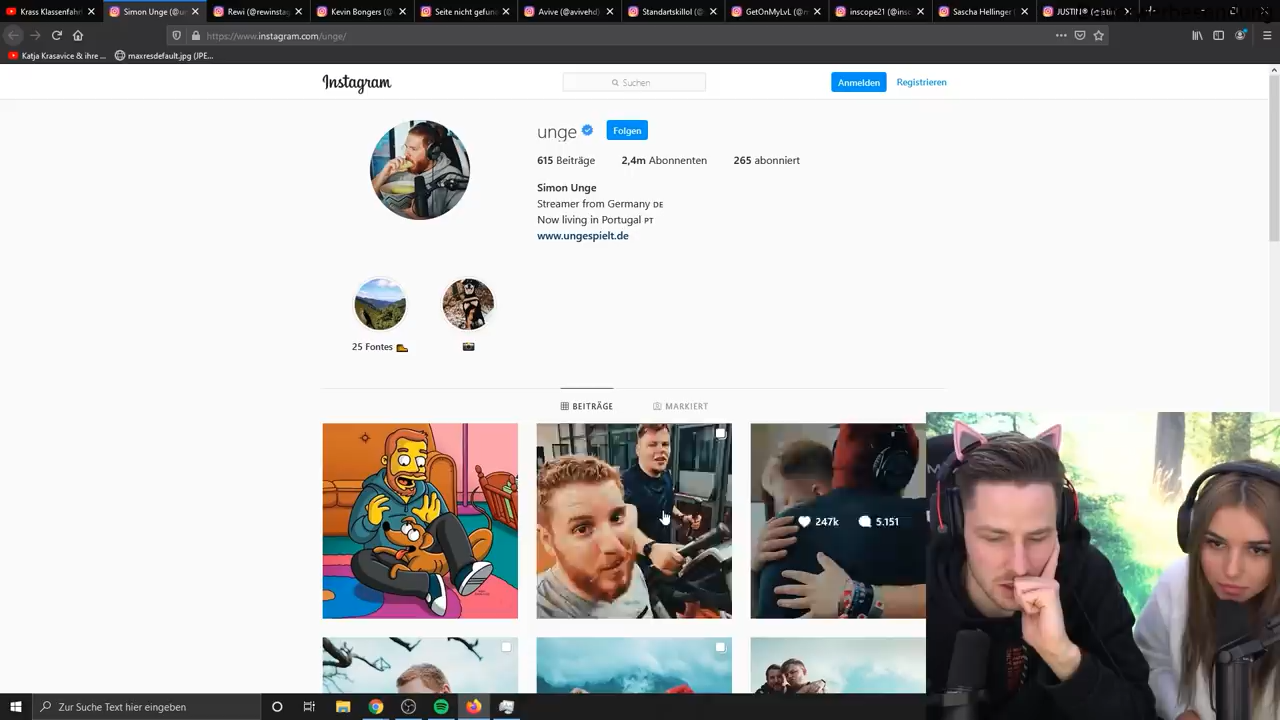 Krass Klassenfahr
Simon Unge (@u
Rewi (@rewinstag
Kevin Bongers (@
Seite nicht gefun
Avive (@avivehd)
Standartskillol (@
GetOnMyLvL (@
inscope21 (@ins
Sascha Hellinger (
JUSTIN®
https://www.instagram.com/unge/
Katja Krasavice & ihre ...
maxresdefault.jpg (JPE...
Instagram
Suchen
Anmelden
Registrieren
unge
Folgen
615 Beiträge
2,4m Abonnenten
265 abonniert
Simon Unge
Streamer from Germany DE
Now living in Portugal PT
www.ungespielt.de
25 Fontes
BEITRÄGE
MARKIERT
247k
5.151
Zur Suche Text hier eingeben